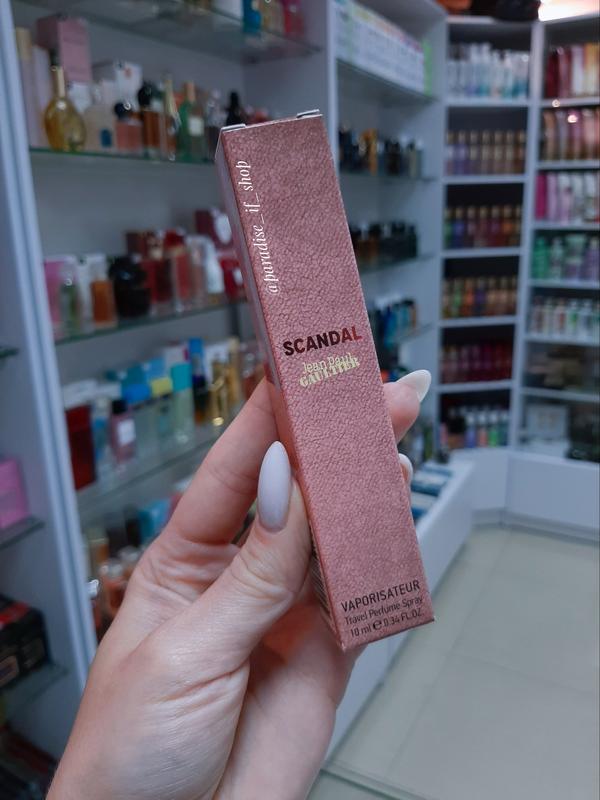 @paradise_if_shop
SCANDAL
Jean Paul
GAULTIER
VAPORISATEUR
Travel Perfume Spray
10 ml ℮ 0.34 FL.OZ.